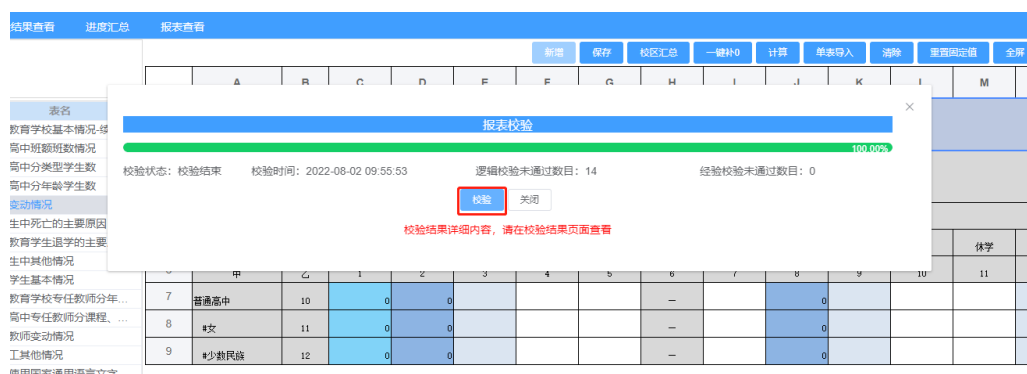 结果查看 进度汇总 报表查看
新增 保存 校区汇总 一键补0 计算 单表导入 清除 重置固定值 全屏
A B C D E F G H I J K L M
表名
报表校验
教育学校基本情况-续
100.00%
高中班额班数情况
高中分类型学生数
校验状态：校验结束 校验时间：2022-08-02 09:55:53 逻辑校验未通过数目：14 经验校验未通过数目：0
高中分年龄学生数
变动情况
校验 关闭
生中死亡的主要原因
校验结果详细内容，请在校验结果页面查看
教育学生退学的主要
休学
生中其他情况
学生基本情况
甲 乙 1 2 3 4 5 6 7 8 9 10 11
教育学校专任教师分年...
7 普通高中 10 0 0 — 0
高中专任教师分课程、...
8 #女 11 0 0 — 0
教师变动情况
工其他情况
9 #少数民族 12 0 0 — 0
使用国家通用语言文字